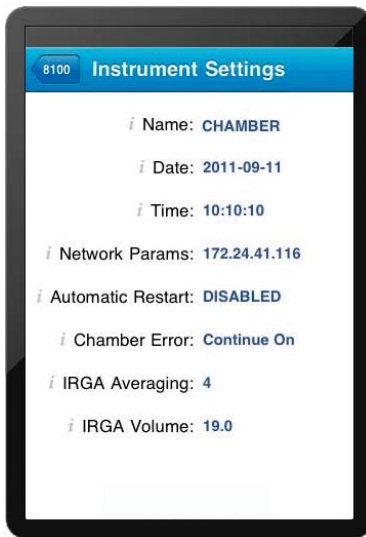 8100 Instrument Settings
i Name: CHAMBER
i Date: 2011-09-11
i Time: 10:10:10
i Network Params: 172.24.41.116
i Automatic Restart: DISABLED
i Chamber Error: Continue On
i IRGA Averaging: 4
i IRGA Volume: 19.0